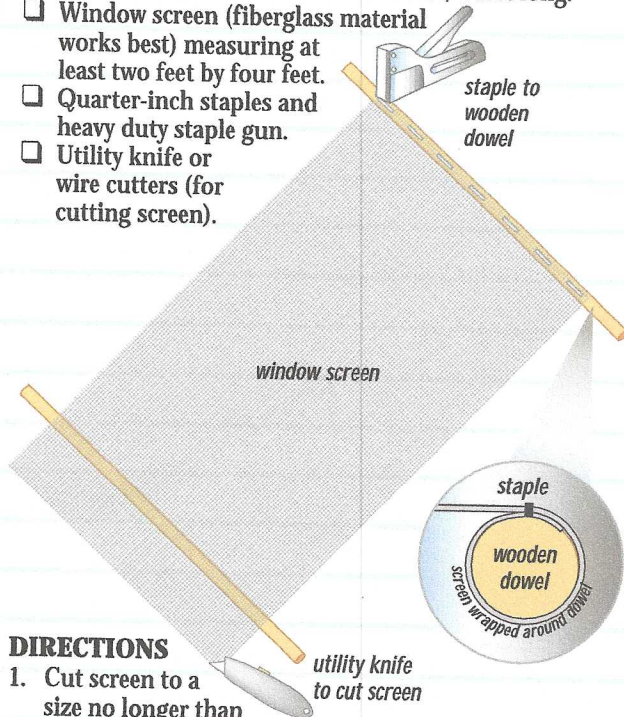 long.
☐ Window screen (fiberglass material
works best) measuring at
least two feet by four feet.
☐ Quarter-inch staples and
heavy duty staple gun.
☐ Utility knife or
wire cutters (for
cutting screen).
staple to
wooden
dowel
window screen
staple
wooden
dowel
screen wrapped around dowel
utility knife
to cut screen
DIRECTIONS
1. Cut screen to a
size no longer than